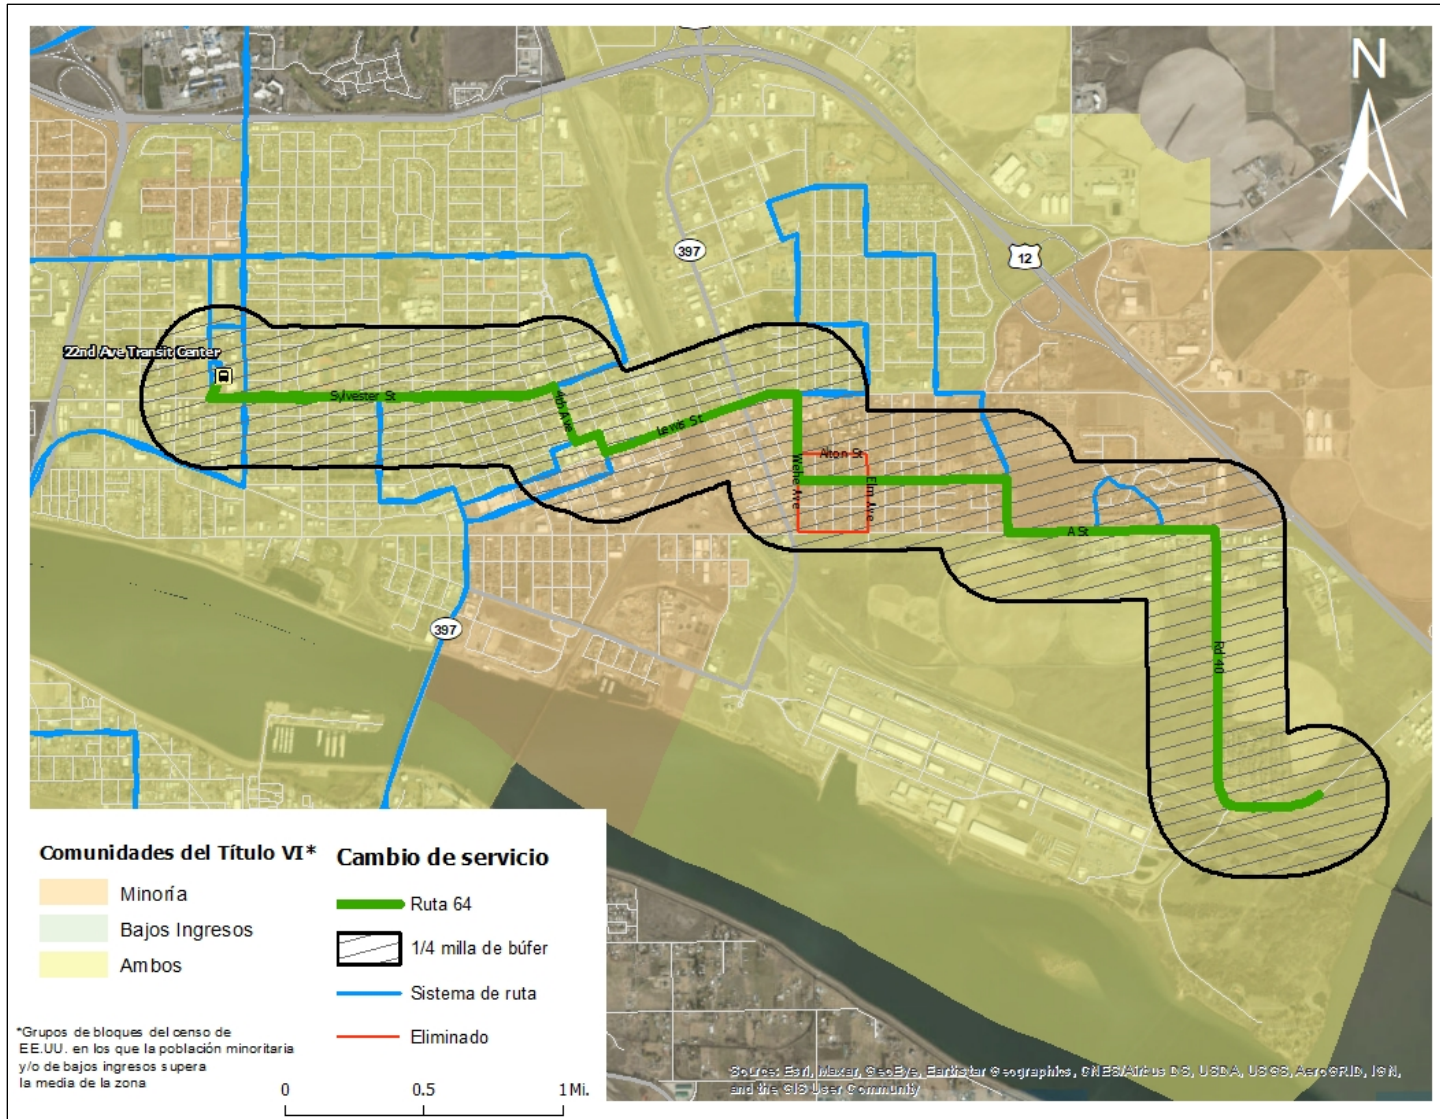 N
397
12
22nd Ave Transit Center
Sylvester St
4th Ave
Lewis St
Alton St
Wehe Ave
Elm Ave
A St
Rd 40
397
Comunidades del Título VI*
Minoría
Bajos Ingresos
Ambos
*Grupos de bloques del censo de
EE.UU. en los que la población minoritaria
y/o de bajos ingresos supera
la media de la zona
Cambio de servicio
Ruta 64
1/4 milla de búfer
Sistema de ruta
Eliminado
0 0.5 1 Mi.
Source: Esri, Maxar, GeoEye, Earthstar Geographics, CNES/Airbus DS, USDA, USGS, AeroGRID, IGN,
and the GIS User Community